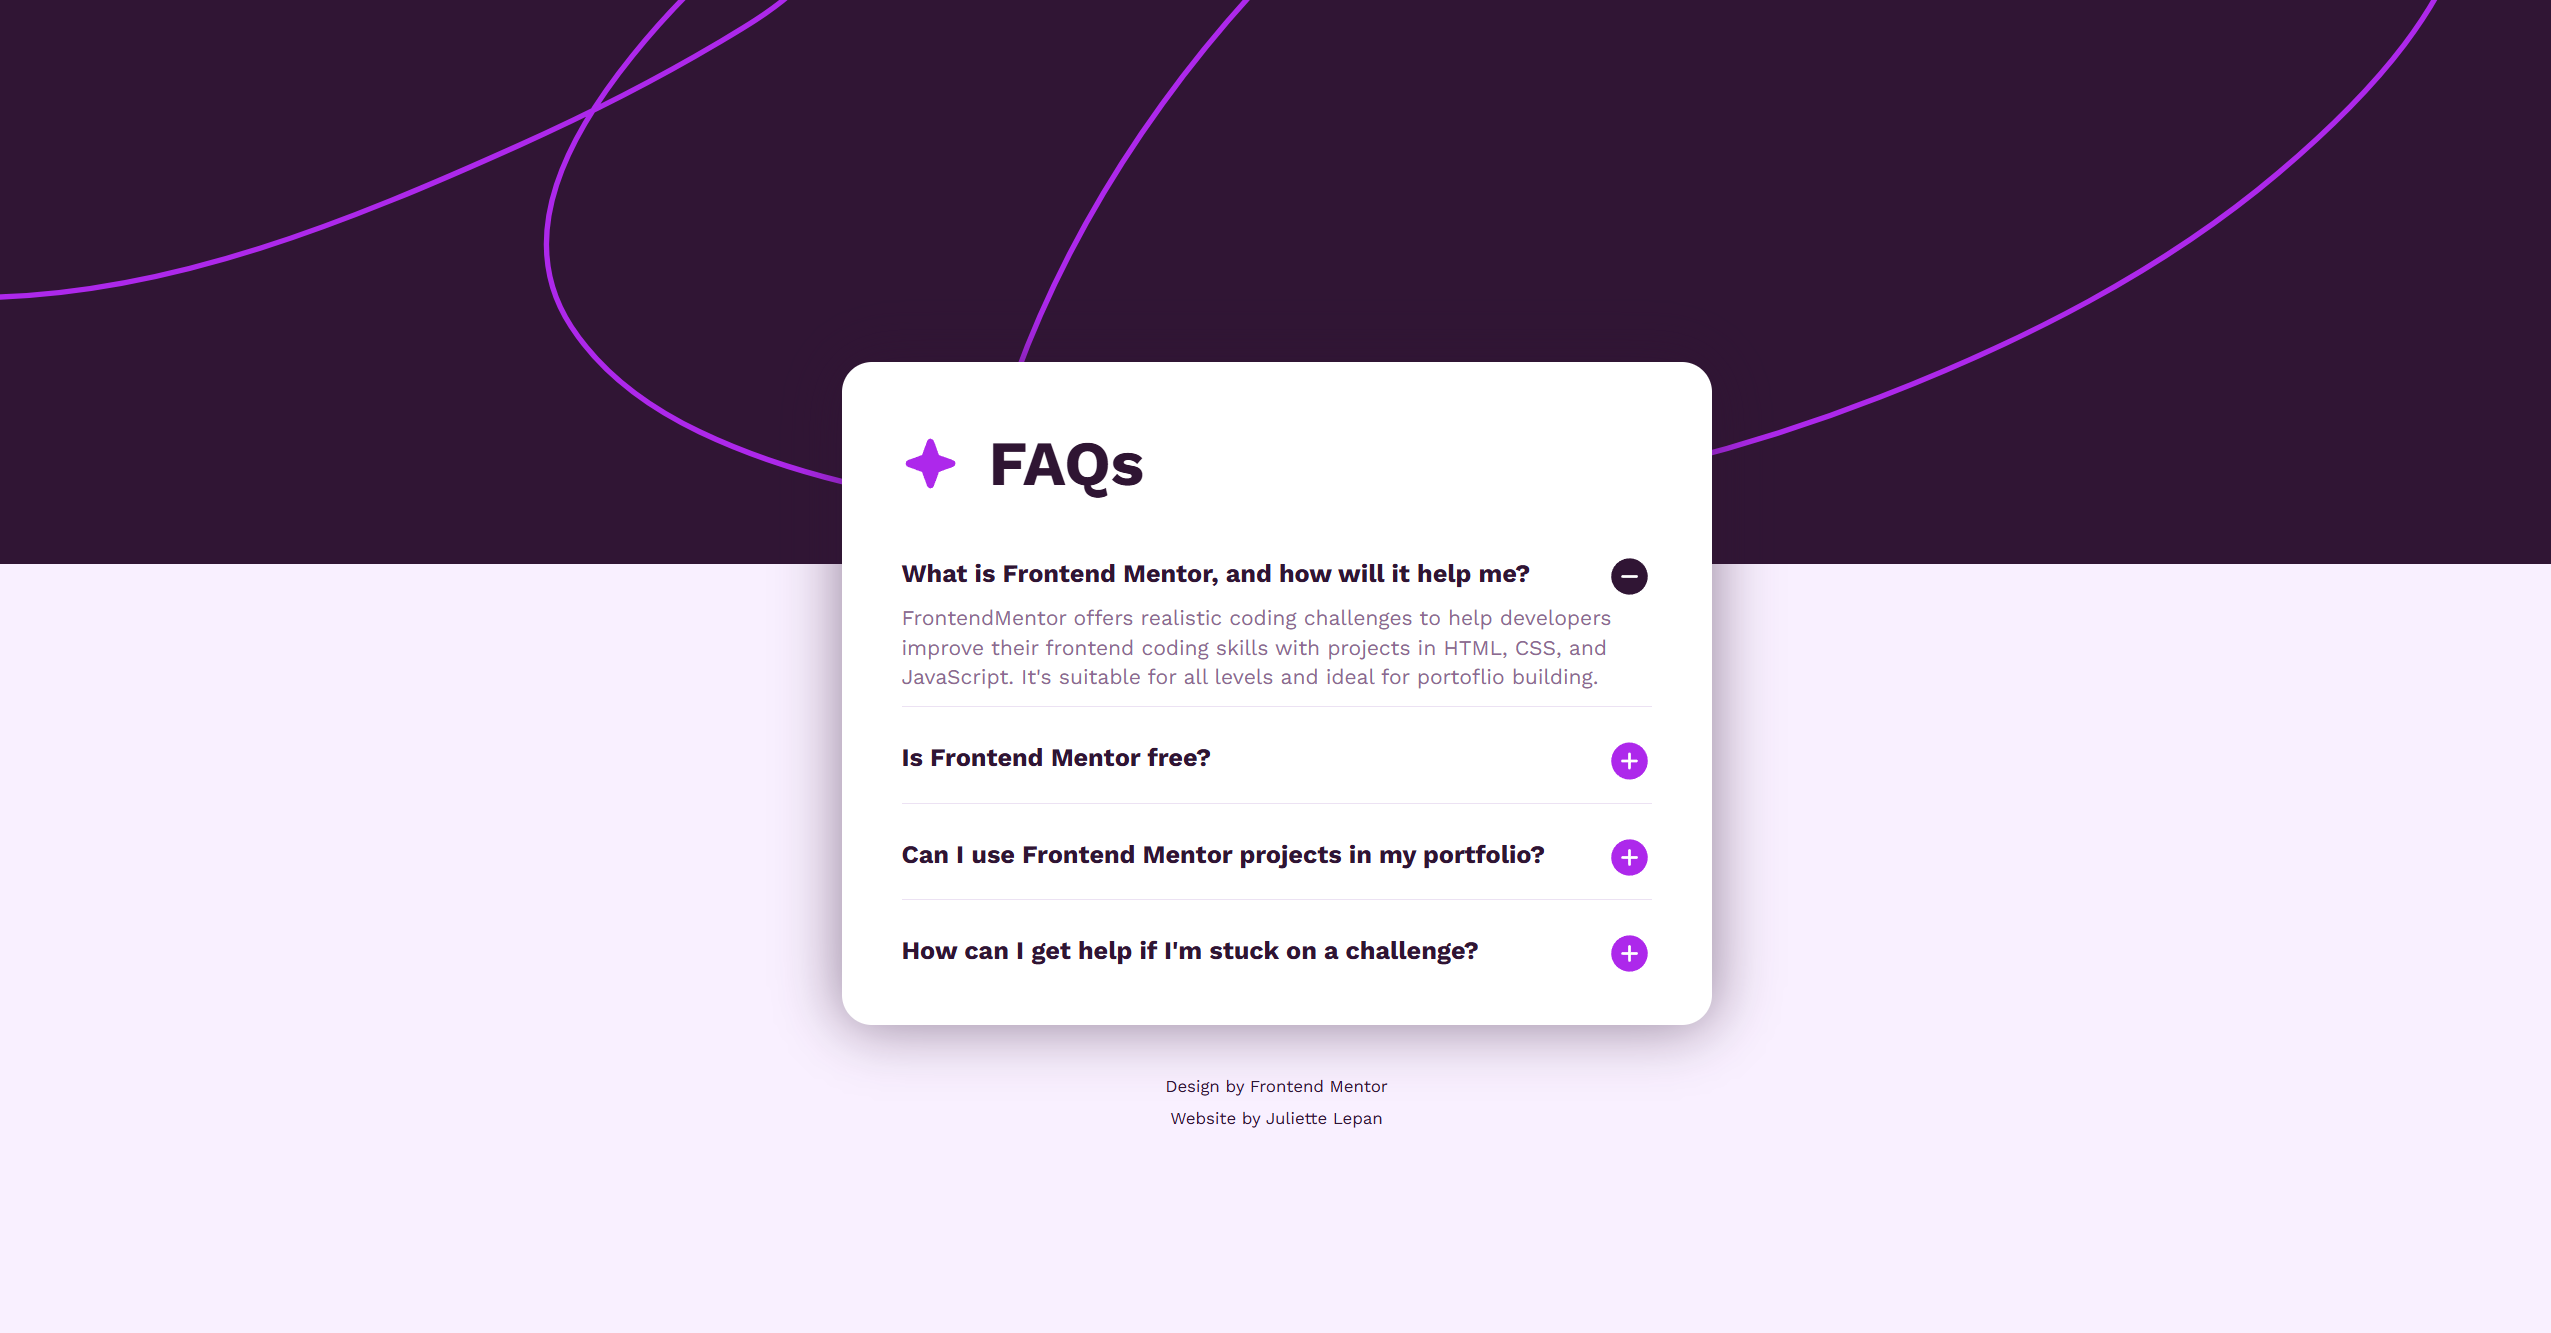 FAQs
What is Frontend Mentor, and how will it help me?
FrontendMentor offers realistic coding challenges to help developers
improve their frontend coding skills with projects in HTML, CSS, and
JavaScript. It's suitable for all levels and ideal for portoflio building.
Is Frontend Mentor free?
Can I use Frontend Mentor projects in my portfolio?
How can I get help if I'm stuck on a challenge?
Design by Frontend Mentor
Website by Juliette Lepan